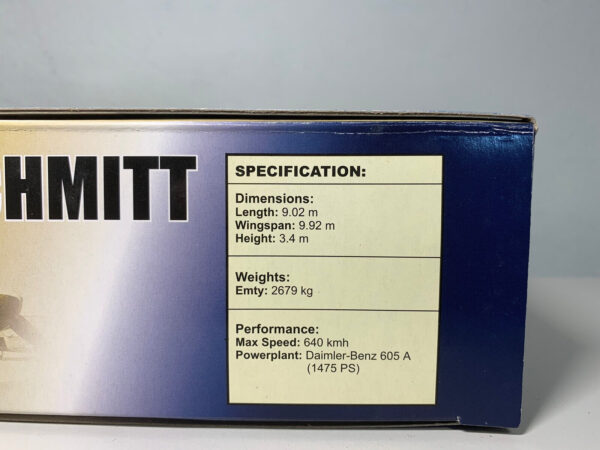 HMITT
SPECIFICATION:
Dimensions:
Length: 9.02 m
Wingspan: 9.92 m
Height: 3.4 m
Weights:
Emty: 2679 kg
Performance:
Max Speed: 640 kmh
Powerplant: Daimler-Benz 605 A
(1475 PS)